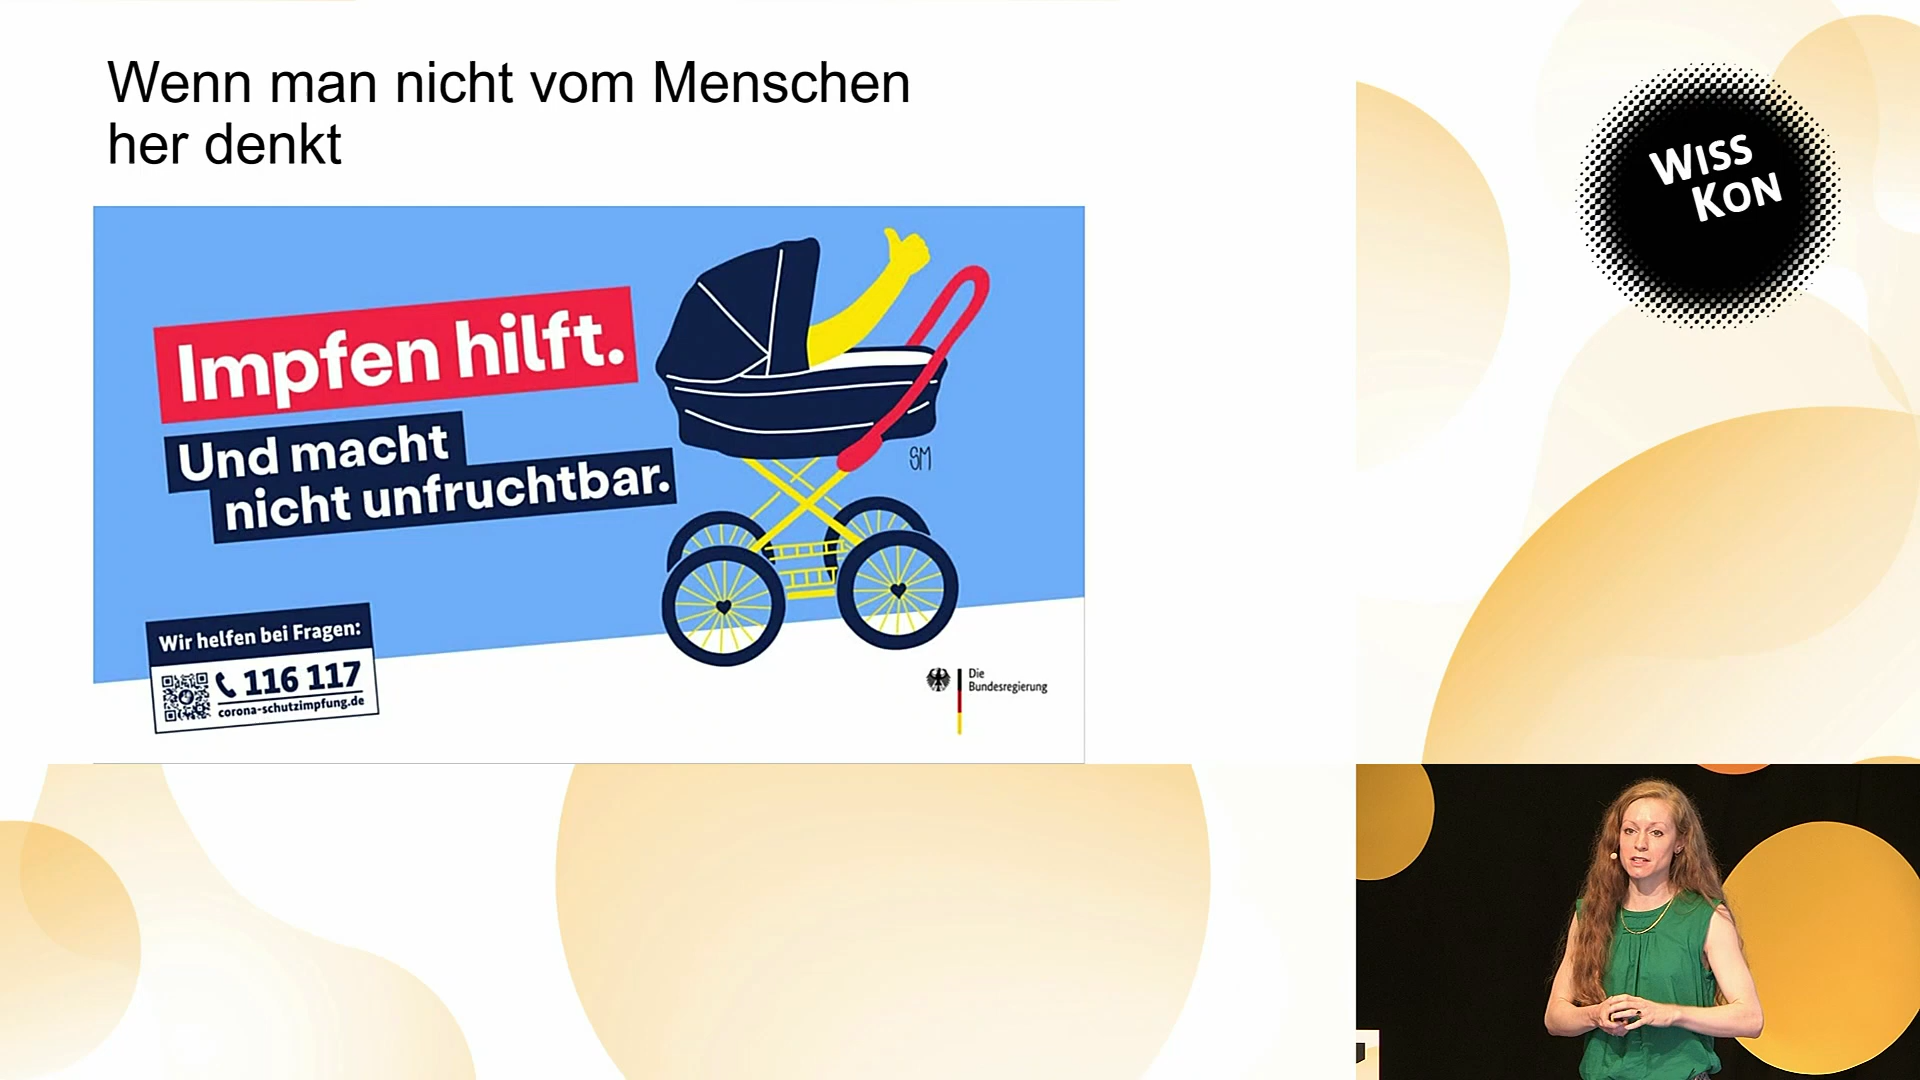 Wenn man nicht vom Menschen
her denkt
WISS
KON
Impfen hilft.
Und macht
nicht unfruchtbar.
SM
Wir helfen bei Fragen:
116 117
corona-schutzimpfung.de
Die
Bundesregierung